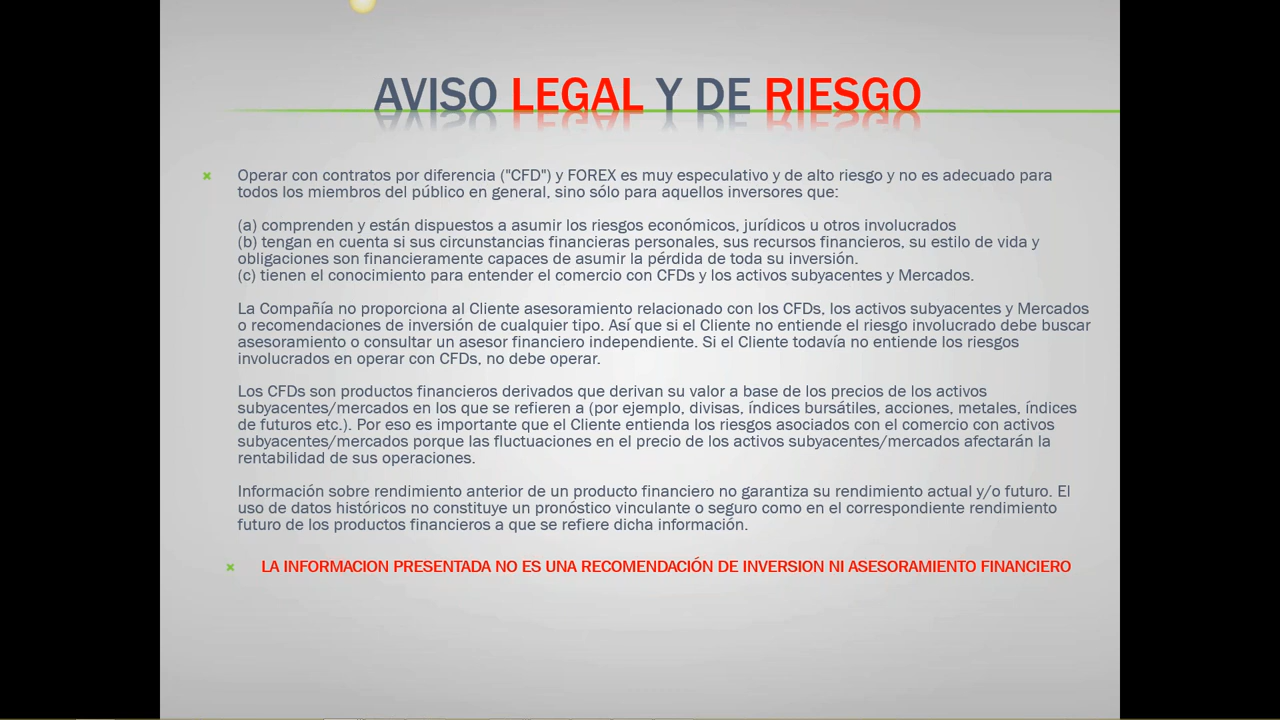 AVISO LEGAL Y DE RIESGO
Operar con contratos por diferencia ("CFD") y FOREX es muy especulativo y de alto riesgo y no es adecuado para
todos los miembros del público en general, sino sólo para aquellos inversores que:
(a) comprenden y están dispuestos a asumir los riesgos económicos, jurídicos u otros involucrados
(b) tengan en cuenta si sus circunstancias financieras personales, sus recursos financieros, su estilo de vida y
obligaciones son financieramente capaces de asumir la pérdida de toda su inversión.
(c) tienen el conocimiento para entender el comercio con CFDs y los activos subyacentes y Mercados.
La Compañía no proporciona al Cliente asesoramiento relacionado con los CFDs, los activos subyacentes y Mercados
o recomendaciones de inversión de cualquier tipo. Así que si el Cliente no entiende el riesgo involucrado debe buscar
asesoramiento o consultar un asesor financiero independiente. Si el Cliente todavía no entiende los riesgos
involucrados en operar con CFDs, no debe operar.
Los CFDs son productos financieros derivados que derivan su valor a base de los precios de los activos
subyacentes/mercados en los que se refieren a (por ejemplo, divisas, índices bursátiles, acciones, metales, índices
de futuros etc.). Por eso es importante que el Cliente entienda los riesgos asociados con el comercio con activos
subyacentes/mercados porque las fluctuaciones en el precio de los activos subyacentes/mercados afectarán la
rentabilidad de sus operaciones.
Información sobre rendimiento anterior de un producto financiero no garantiza su rendimiento actual y/o futuro. El
uso de datos históricos no constituye un pronóstico vinculante o seguro como en el correspondiente rendimiento
futuro de los productos financieros a que se refiere dicha información.
LA INFORMACION PRESENTADA NO ES UNA RECOMENDACIÓN DE INVERSION NI ASESORAMIENTO FINANCIERO